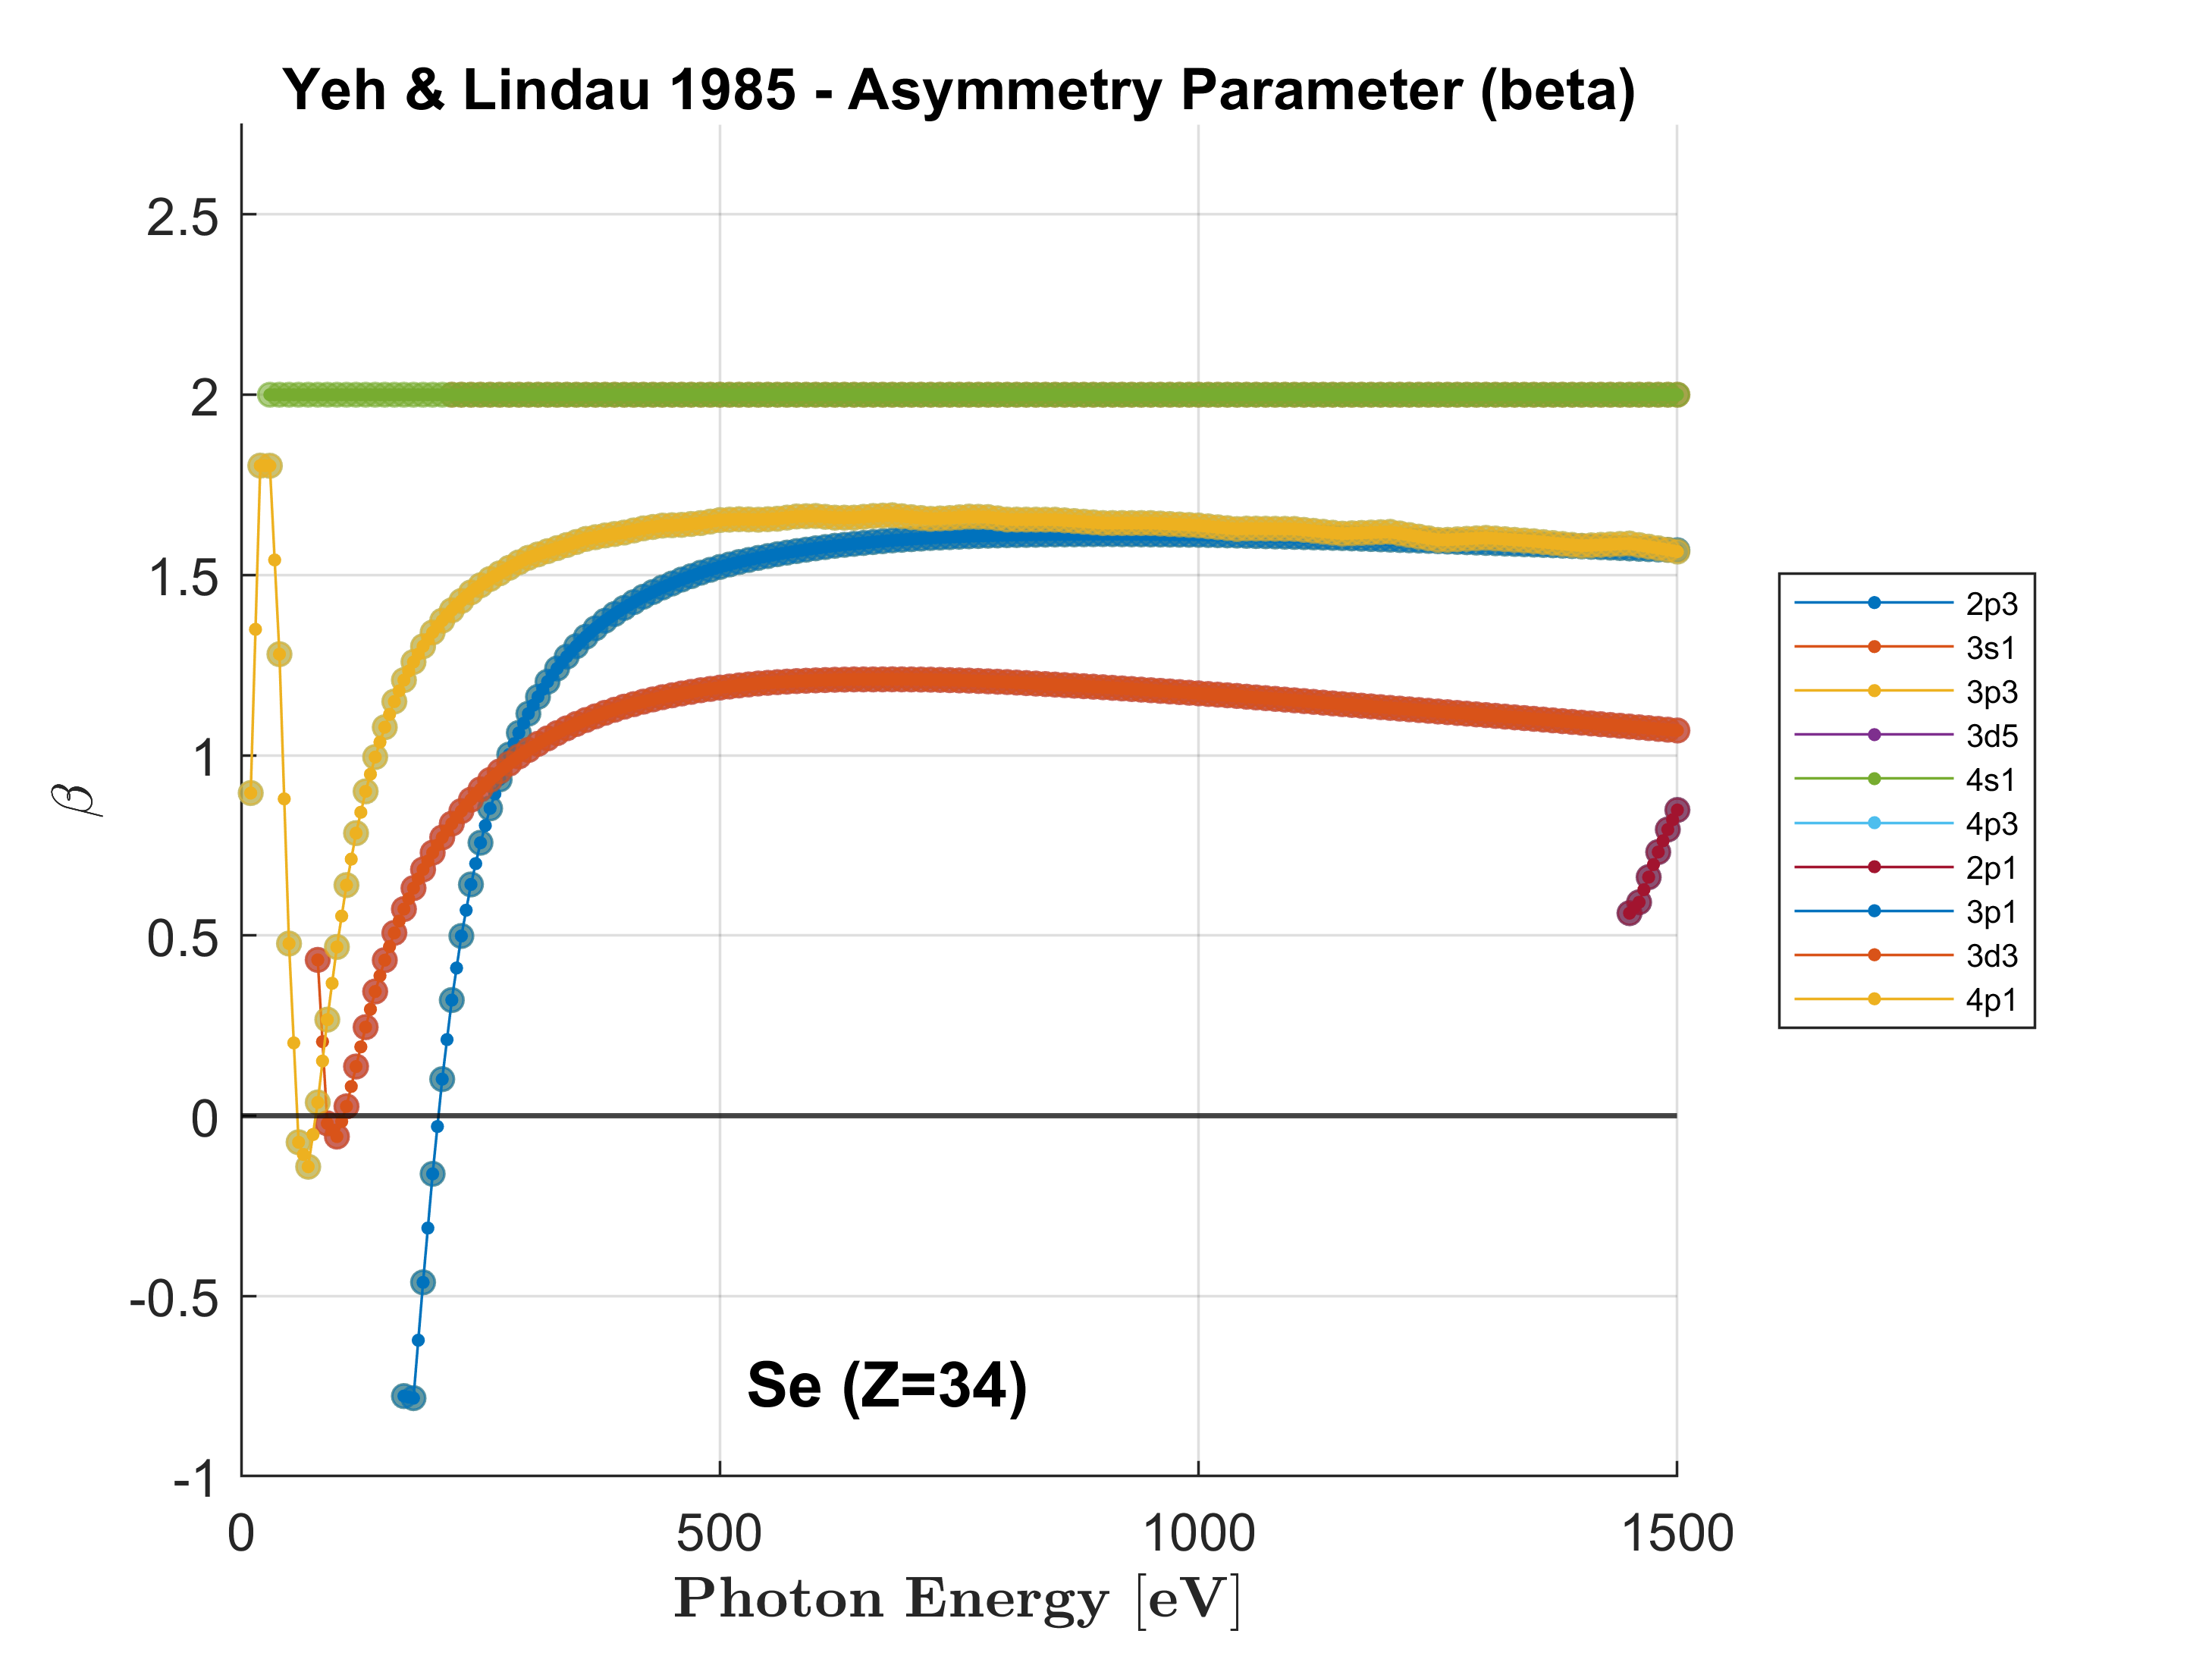 Yeh & Lindau 1985 - Asymmetry Parameter (beta)
2.5
2
1.5
1
0.5
0
-0.5
-1
β
0 500 1000 1500
Photon Energy [eV]
Se (Z=34)
2p3
3s1
3p3
3d5
4s1
4p3
2p1
3p1
3d3
4p1